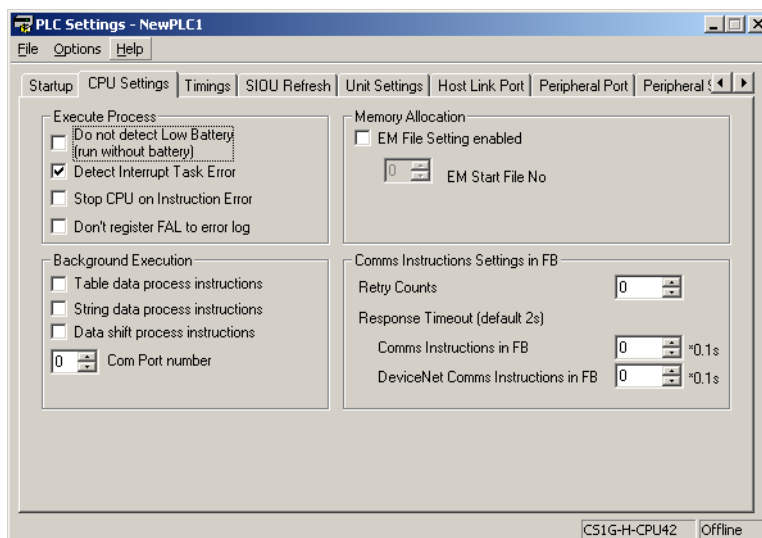 PLC Settings - NewPLC1
File Options Help
Startup CPU Settings Timings SIOU Refresh Unit Settings Host Link Port Peripheral Port Peripheral
Execute Process
Do not detect Low Battery
(run without battery)
Detect Interrupt Task Error
Stop CPU on Instruction Error
Don't register FAL to error log
Memory Allocation
EM File Setting enabled
0 EM Start File No
Background Execution
Table data process instructions
String data process instructions
Data shift process instructions
0 Com Port number
Comms Instructions Settings in FB
Retry Counts 0
Response Timeout (default 2s)
Comms Instructions in FB 0 *0.1s
DeviceNet Comms Instructions in FB 0 *0.1s
CS1G-H-CPU42 Offline